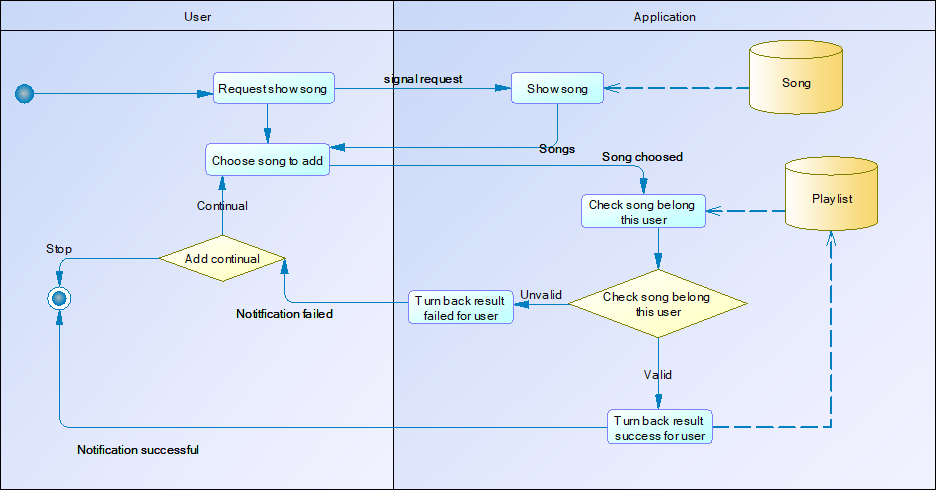 User
Application
signal request
Request show song
Show song
Song
Songs
Choose song to add
Song choosed
Check song belong
this user
Playlist
Continual
Stop
Add continual
Unvalid
Check song belong
this user
Turn back result
failed for user
Notitfication failed
Valid
Turn back result
success for user
Notification successful